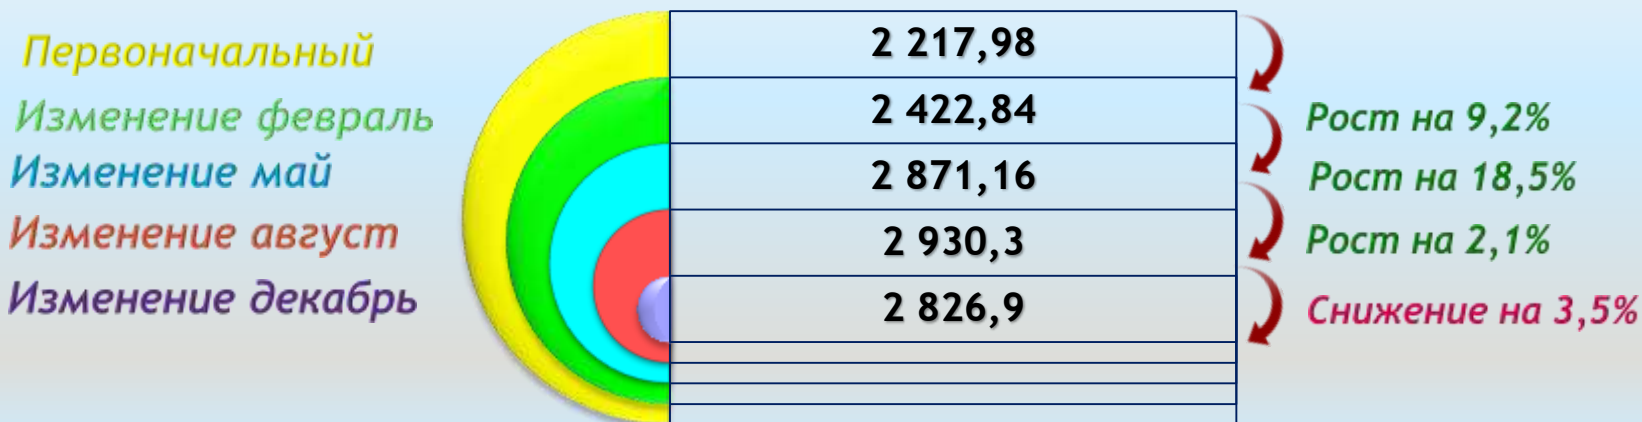 Первоначальный
2 217,98
Изменение февраль
2 422,84
Рост на 9,2%
Изменение май
2 871,16
Рост на 18,5%
Изменение август
2 930,3
Рост на 2,1%
Изменение декабрь
2 826,9
Снижение на 3,5%